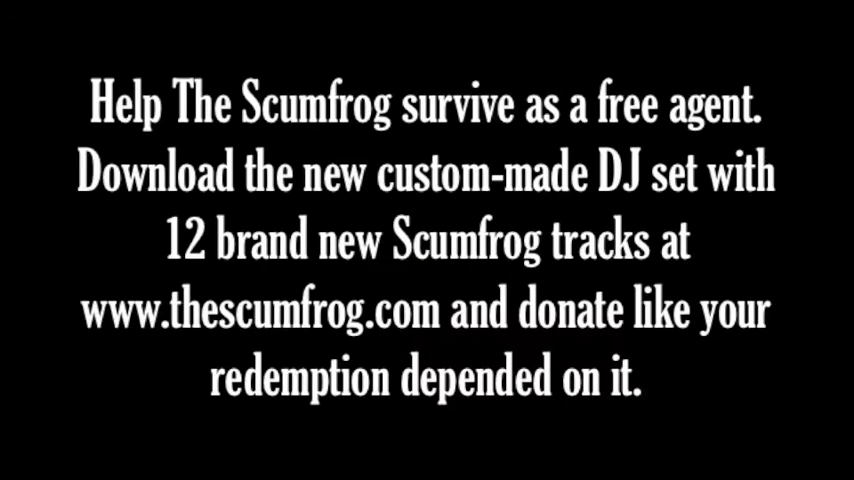 Help The Scumfrog survive as a free agent.
Download the new custom-made DJ set with
12 brand new Scumfrog tracks at
www.thescumfrog.com and donate like your
redemption depended on it.